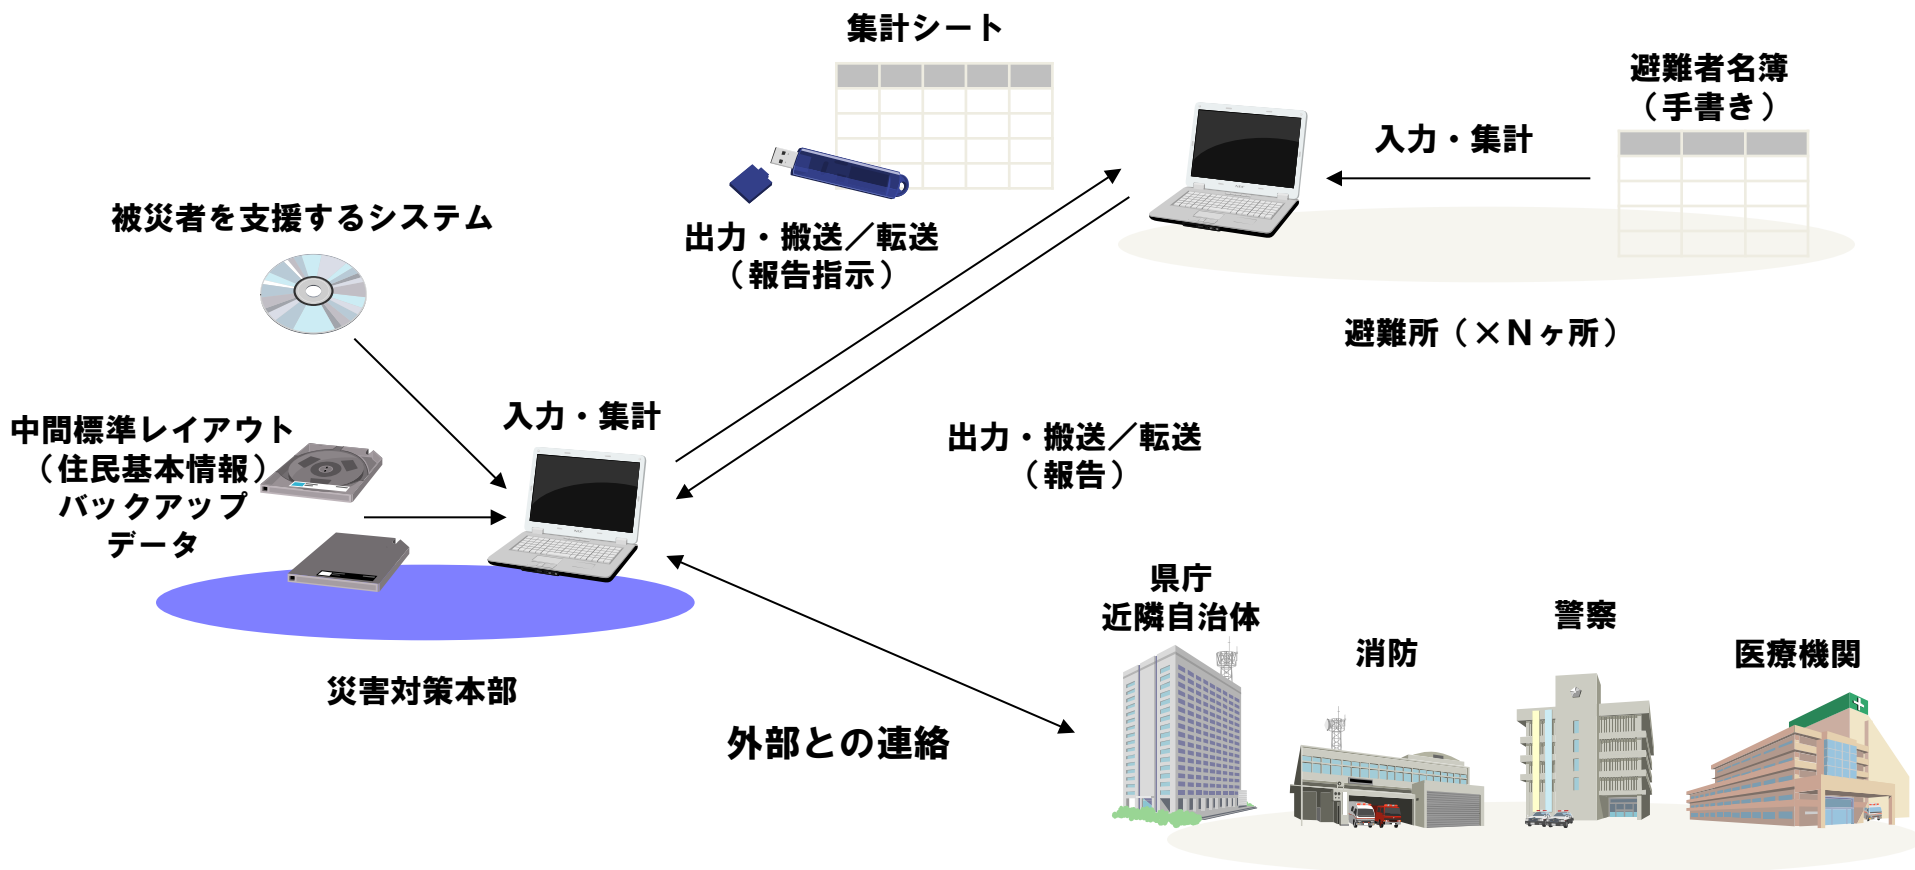 集計シート
避難者名簿
（手書き）
入力・集計
被災者を支援するシステム
出力・搬送／転送
（報告指示）
避難所（×Ｎヶ所）
中間標準レイアウト
（住民基本情報）
バックアップ
データ
入力・集計
出力・搬送／転送
（報告）
県庁
近隣自治体
消防
警察
医療機関
災害対策本部
外部との連絡